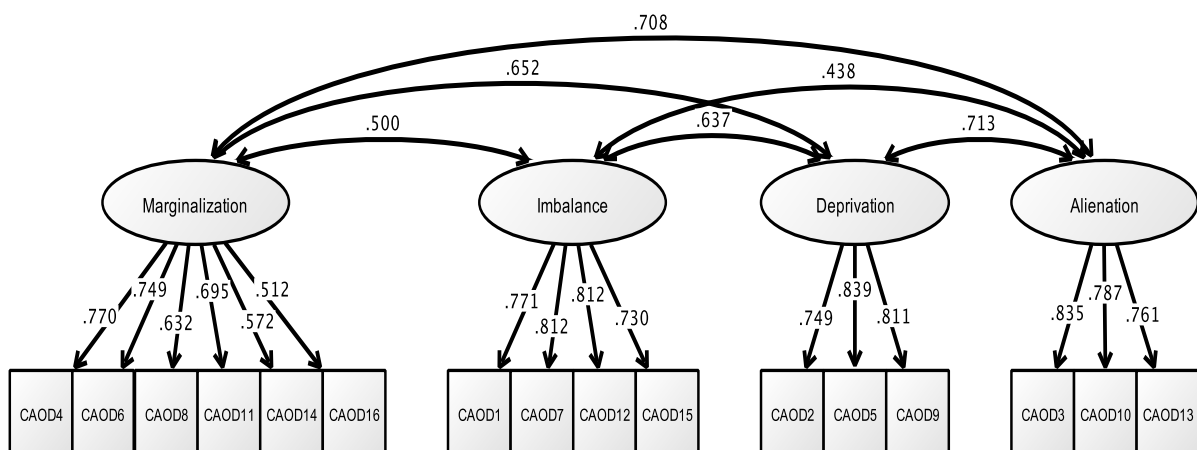 .708
.652
.438
.500
.637
.713
Marginalization
Imbalance
Deprivation
Alienation
.770
.749
.632
.695
.572
.512
.771
.812
.812
.730
.749
.839
.811
.835
.787
.761
CAOD4
CAOD6
CAOD8
CAOD11
CAOD14
CAOD16
CAOD1
CAOD7
CAOD12
CAOD15
CAOD2
CAOD5
CAOD9
CAOD3
CAOD10
CAOD13